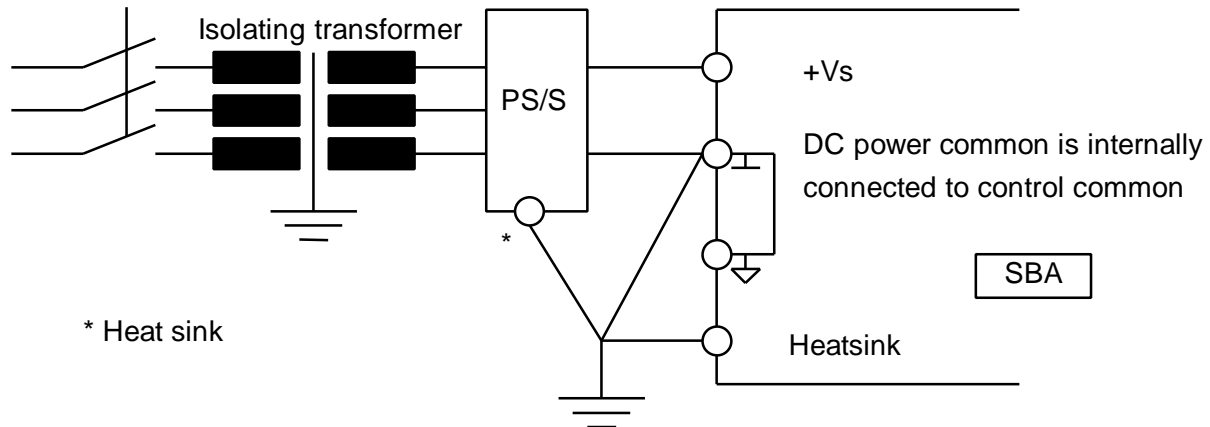 Isolating transformer
PS/S
+Vs
DC power common is internally
connected to control common
*
SBA
* Heat sink
Heatsink